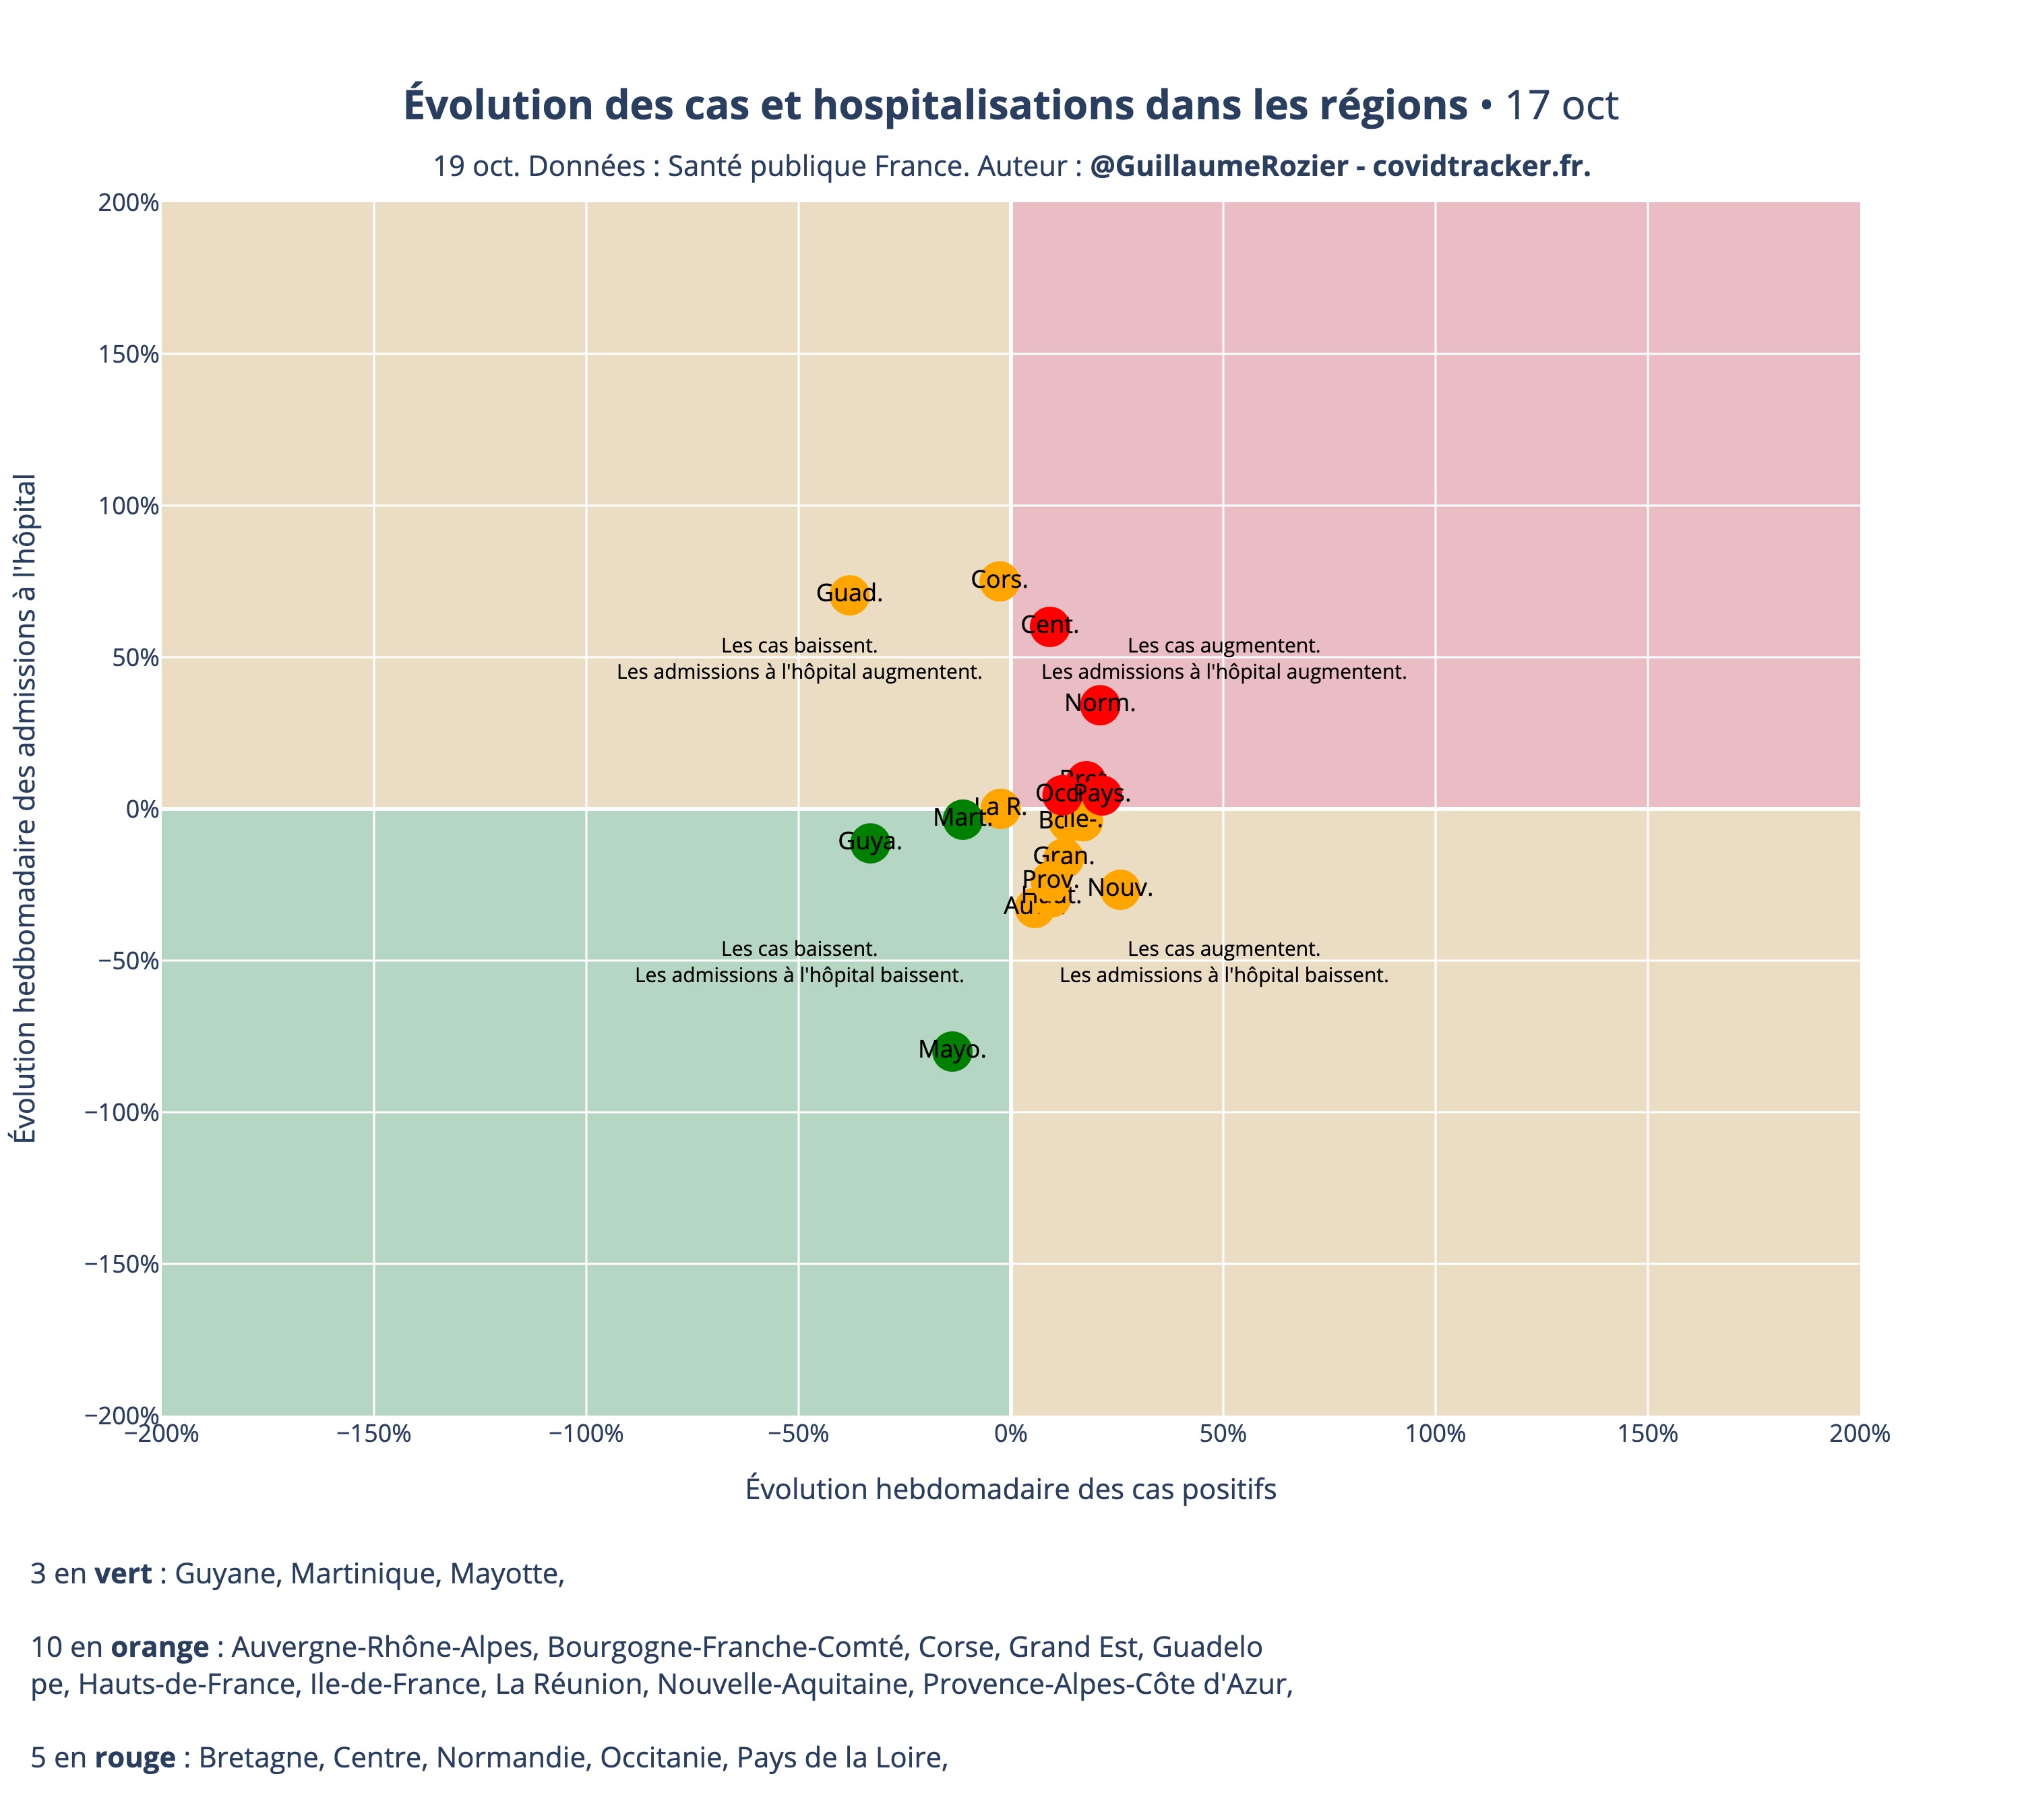 Évolution des cas et hospitalisations dans les régions • 17 oct
19 oct. Données : Santé publique France. Auteur : @GuillaumeRozier - covidtracker.fr.
200%
150%
100%
50%
0%
−50%
−100%
−150%
−200%
Évolution hedbomadaire des admissions à l'hôpital
Guad.
Cors.
Cent.
Les cas baissent.
Les admissions à l'hôpital augmentent.
Les cas augmentent.
Les admissions à l'hôpital augmentent.
Norm.
Pays.
La R.
Mart.
Guya.
Gran.
Prov.
Nouv.
Les cas baissent.
Les admissions à l'hôpital baissent.
Les cas augmentent.
Les admissions à l'hôpital baissent.
Mayo.
−200%
−150%
−100%
−50%
0%
50%
100%
150%
200%
Évolution hebdomadaire des cas positifs
3 en vert : Guyane, Martinique, Mayotte,
10 en orange : Auvergne-Rhône-Alpes, Bourgogne-Franche-Comté, Corse, Grand Est, Guadelo
pe, Hauts-de-France, Ile-de-France, La Réunion, Nouvelle-Aquitaine, Provence-Alpes-Côte d'Azur,
5 en rouge : Bretagne, Centre, Normandie, Occitanie, Pays de la Loire,